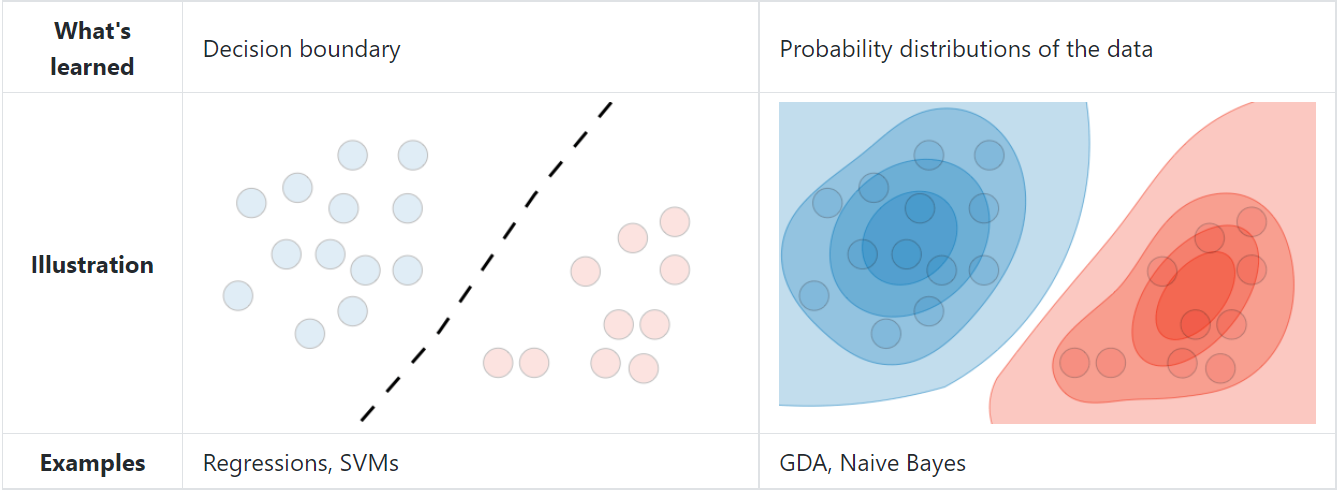 What's
learned
Decision boundary
Probability distributions of the data
Illustration
Examples
Regressions, SVMs
GDA, Naive Bayes